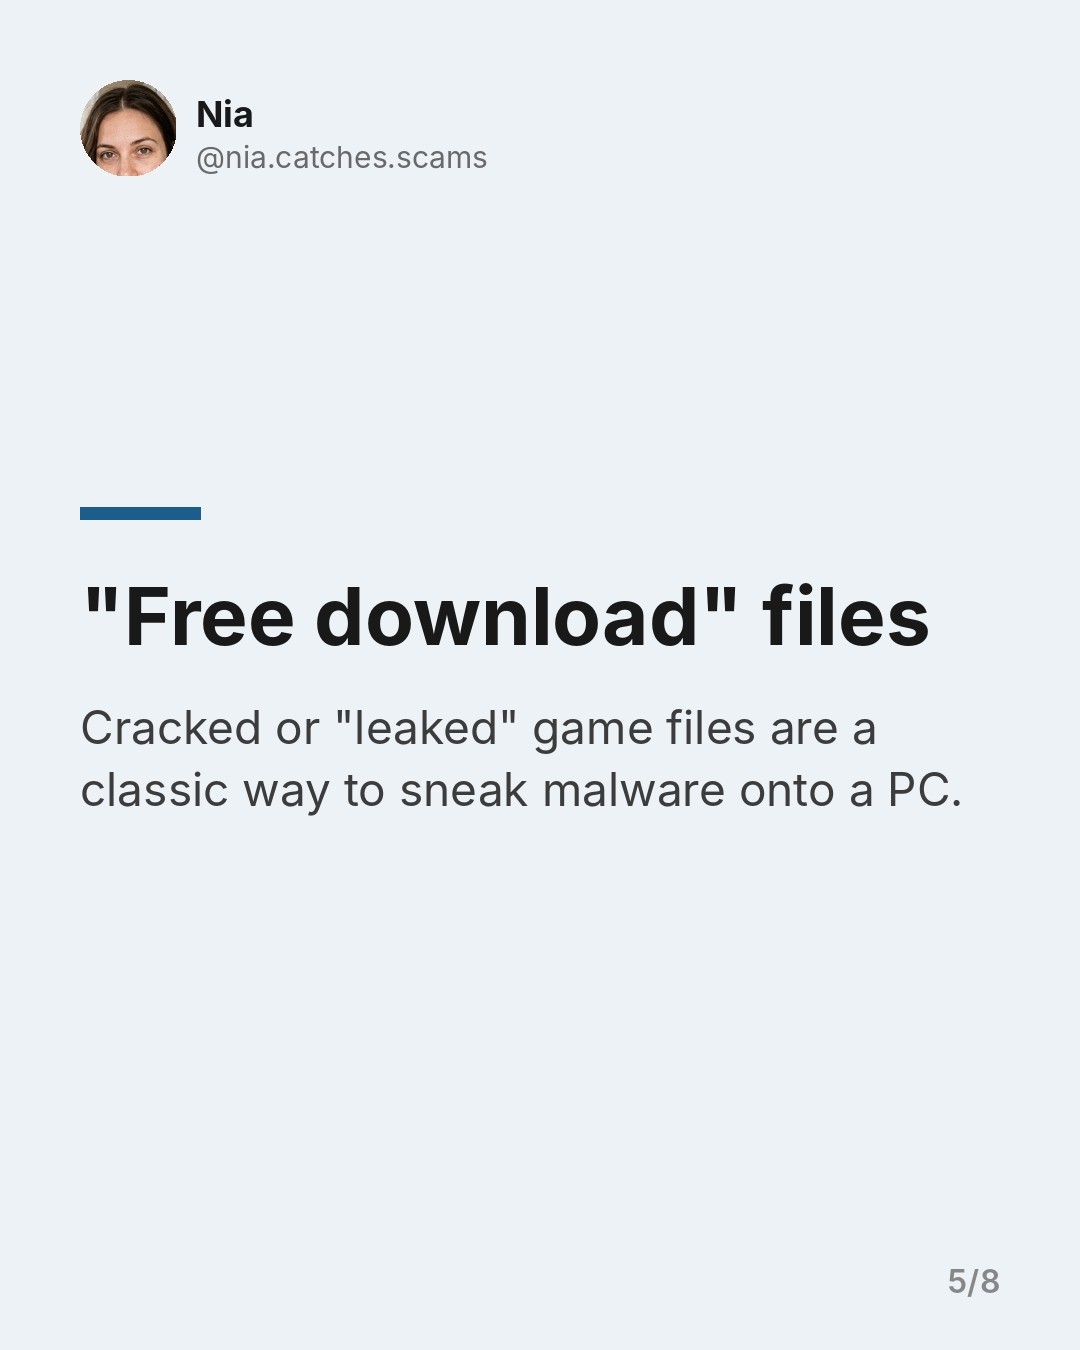 Nia
@nia.catches.scams
"Free download" files
Cracked or "leaked" game files are a
classic way to sneak malware onto a PC.
5/8